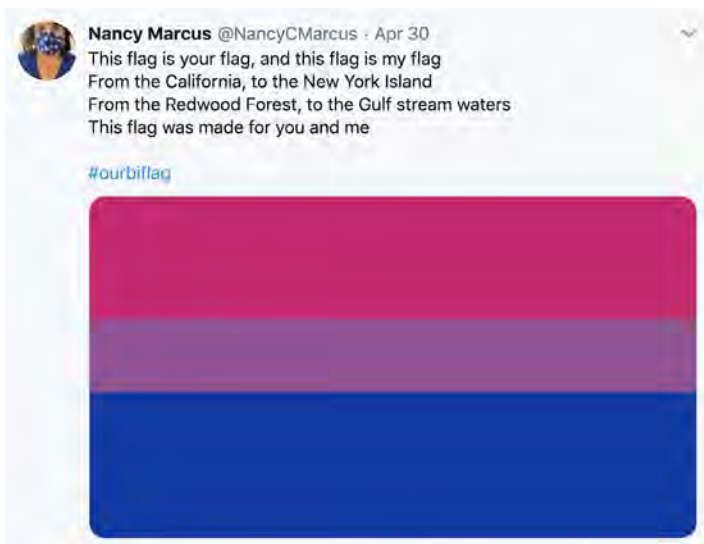 Nancy Marcus @NancyCMarcus · Apr 30
This flag is your flag, and this flag is my flag
From the California, to the New York Island
From the Redwood Forest, to the Gulf stream waters
This flag was made for you and me
#ourbiflag